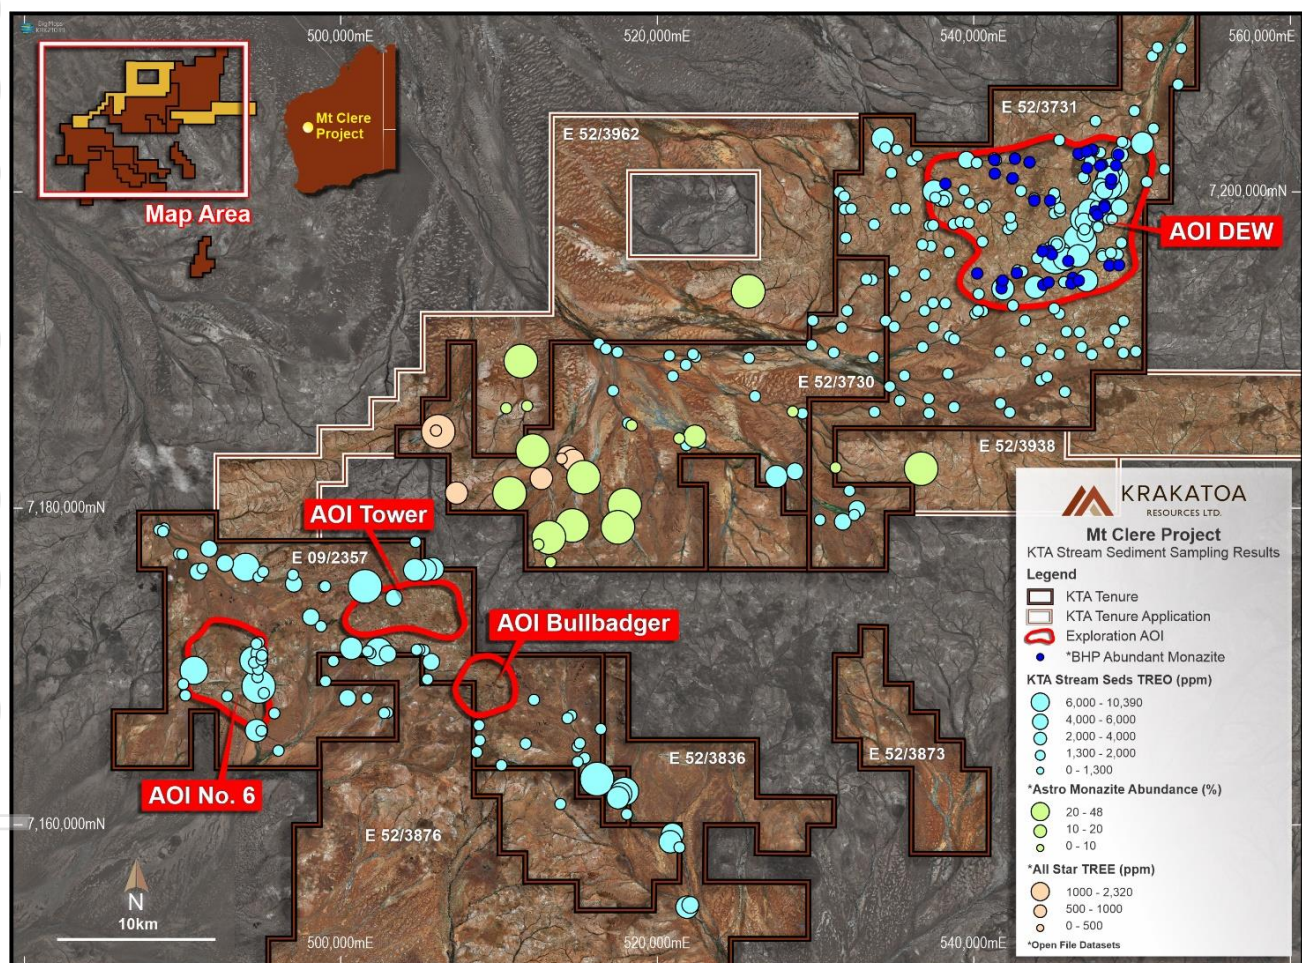 500,000mE
520,000mE
540,000mE
560,000mE
Mt Clere
Project
Map Area
E 52/3962
E 52/3731
7,200,000mN
AOI DEW
E 52/3730
E 52/3938
7,180,000mN
AOI Tower
E 09/2357
AOI Bullbadger
AOI No. 6
E 52/3836
E 52/3873
7,160,000mN
E 52/3876
N
10km
500,000mE
520,000mE
540,000mE
KRAKATOA
RESOURCES LTD.
Mt Clere Project
KTA Stream Sediment Sampling Results
Legend
KTA Tenure
KTA Tenure Application
Exploration AOI
*BHP Abundant Monazite
KTA Stream Seds TREO (ppm)
6,000 - 10,390
4,000 - 6,000
2,000 - 4,000
1,300 - 2,000
0 - 1,300
*Astro Monazite Abundance (%)
20 - 48
10 - 20
0 - 10
*All Star TREE (ppm)
1000 - 2,320
500 - 1000
0 - 500
*Open File Datasets